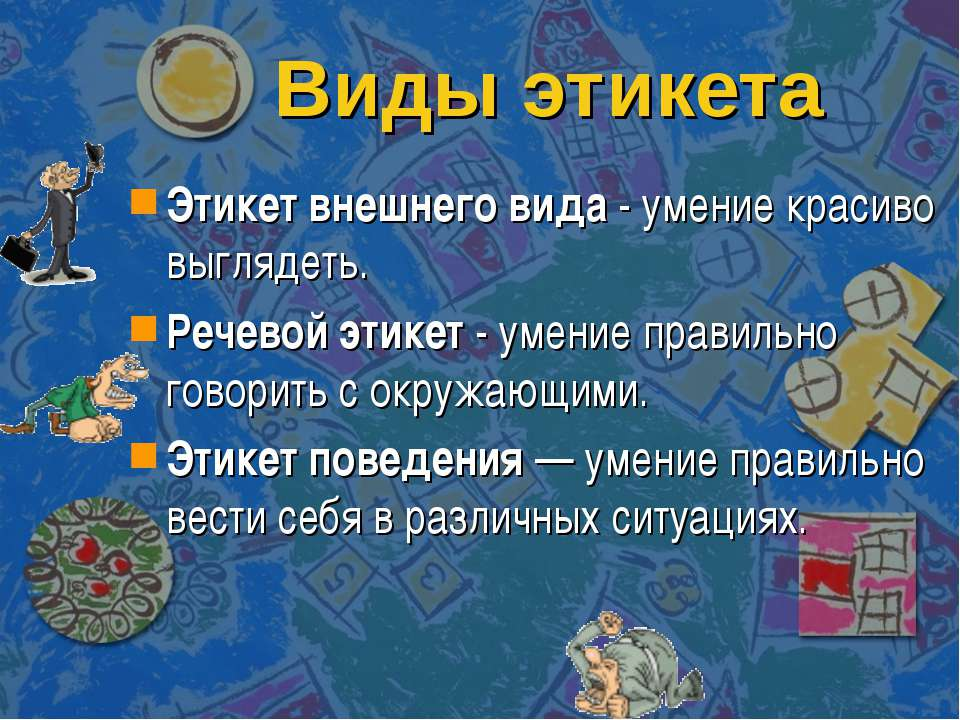 Виды этикета
Этикет внешнего вида - умение красиво
выглядеть.
Речевой этикет - умение правильно
говорить с окружающими.
Этикет поведения — умение правильно
вести себя в различных ситуациях.